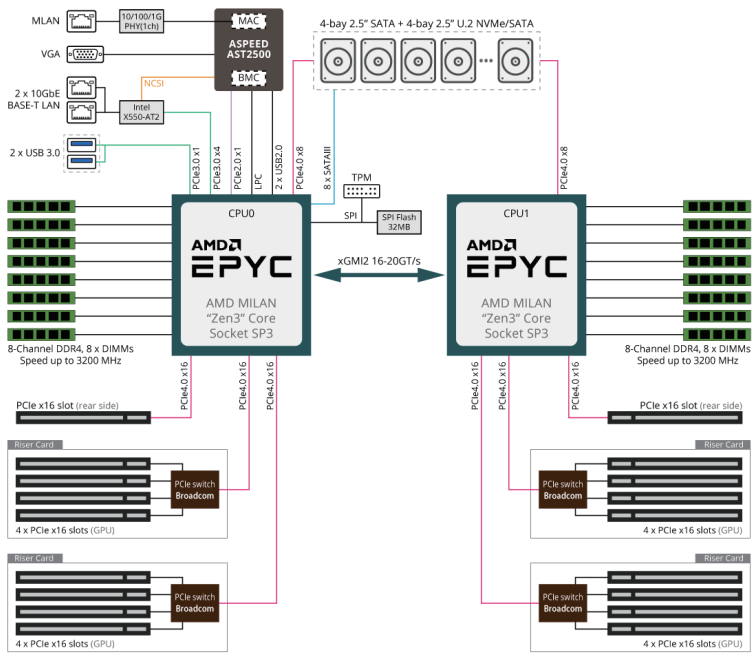 MLAN
10/100/1G
PHY(1ch)
MAC
ASPEED
AST2500
BMC
VGA
NCSI
2 x 10GbE
BASE-T LAN
Intel
X550-AT2
2 x USB 3.0
4-bay 2.5” SATA + 4-bay 2.5” U.2 NVMe/SATA
PCIe3.0 x1
PCIe3.0 x4
PCIe2.0 x1
LPC
2 x USB2.0
PCIe4.0 x8
8 x SATAIII
PCIe4.0 x8
TPM
SPI
SPI Flash
32MB
CPU0
AMD
EPYC
AMD MILAN
“Zen3” Core
Socket SP3
xGMI2 16-20GT/s
CPU1
AMD
EPYC
AMD MILAN
“Zen3” Core
Socket SP3
8-Channel DDR4, 8 x DIMMs
Speed up to 3200 MHz
8-Channel DDR4, 8 x DIMMs
Speed up to 3200 MHz
PCIe4.0 x16
PCIe4.0 x16
PCIe4.0 x16
PCIe4.0 x16
PCIe4.0 x16
PCIe4.0 x16
PCIe x16 slot (rear side)
PCIe x16 slot (rear side)
Riser Card
PCIe switch
Broadcom
4 x PCIe x16 slots (GPU)
Riser Card
PCIe switch
Broadcom
4 x PCIe x16 slots (GPU)
Riser Card
PCIe switch
Broadcom
4 x PCIe x16 slots (GPU)
Riser Card
PCIe switch
Broadcom
4 x PCIe x16 slots (GPU)